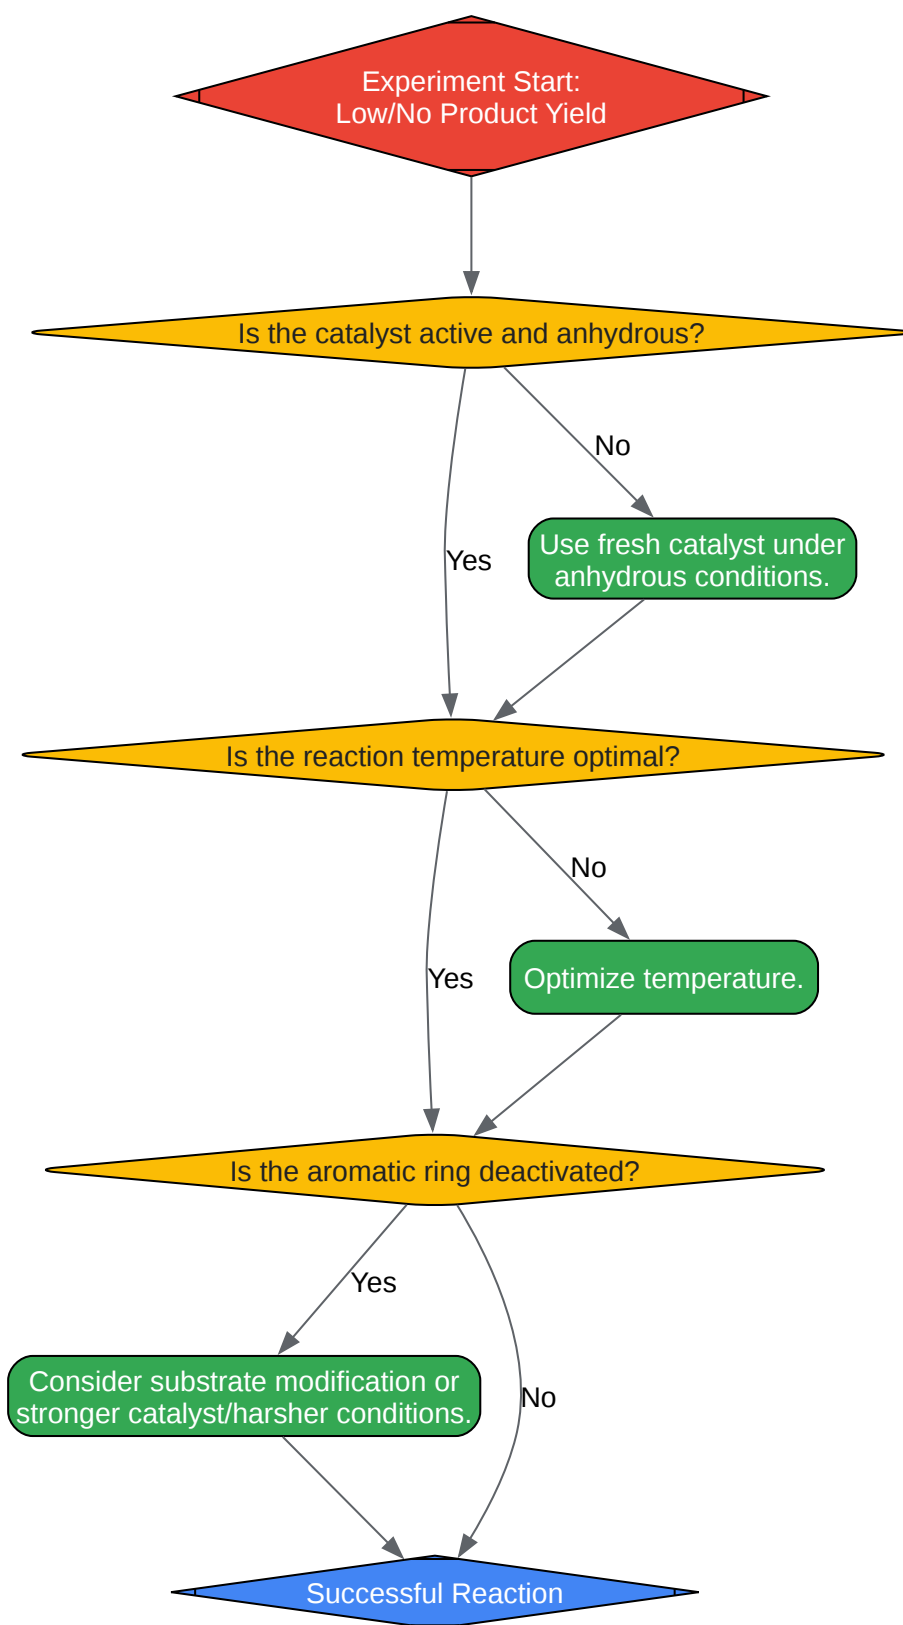 Experiment Start:
Low/No Product Yield
Is the catalyst active and anhydrous?
No
Yes
Use fresh catalyst under
anhydrous conditions.
Is the reaction temperature optimal?
No
Yes
Optimize temperature.
Is the aromatic ring deactivated?
Yes
Consider substrate modification or
stronger catalyst/harsher conditions.
No
Successful Reaction